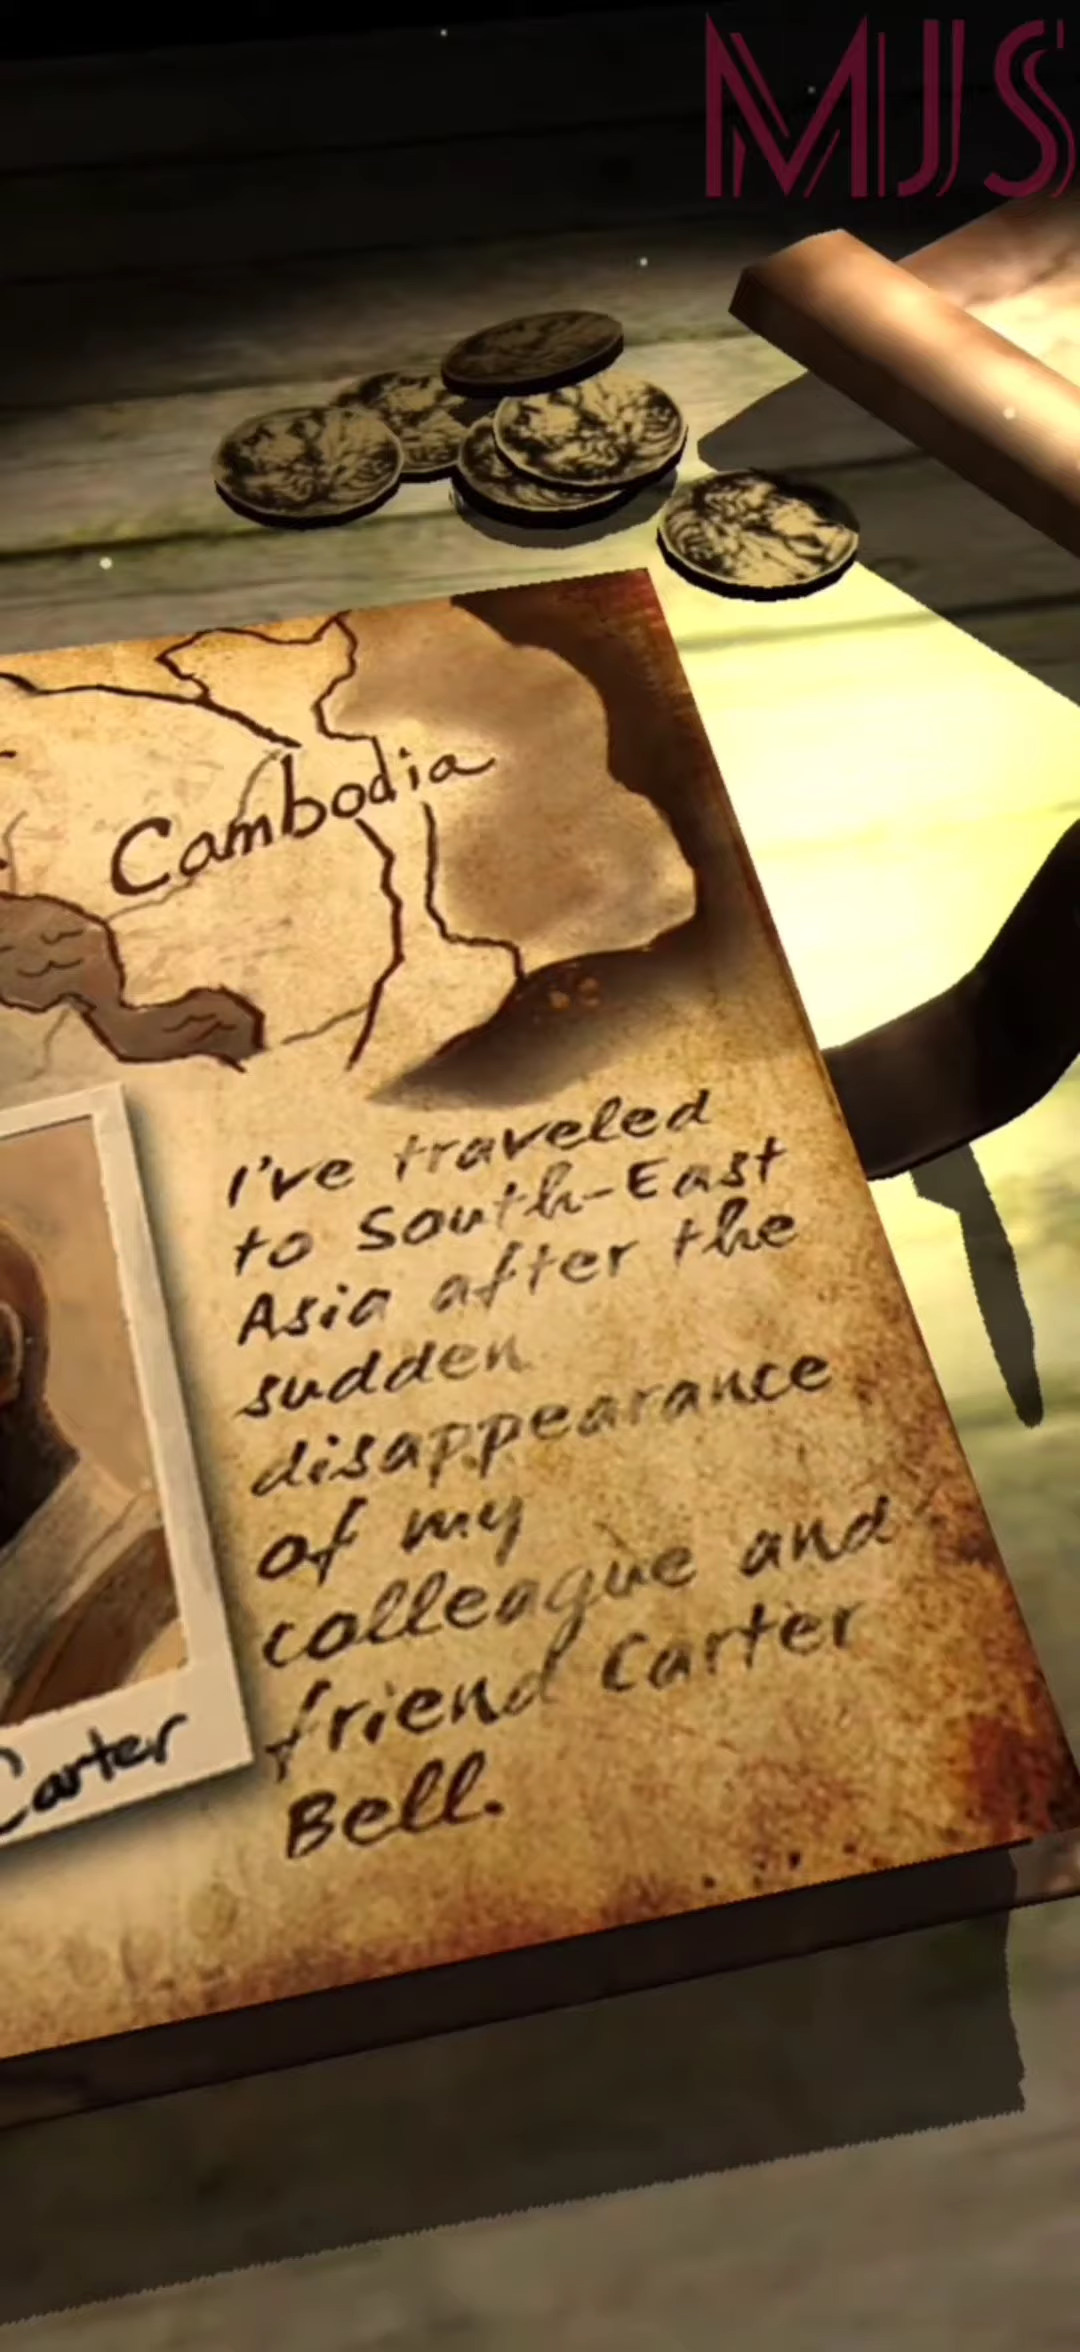 MJS
Cambodia
I've traveled
to South-East
Asia after the
sudden
disappearance
of my
colleague and
friend Carter
Bell.
Carter